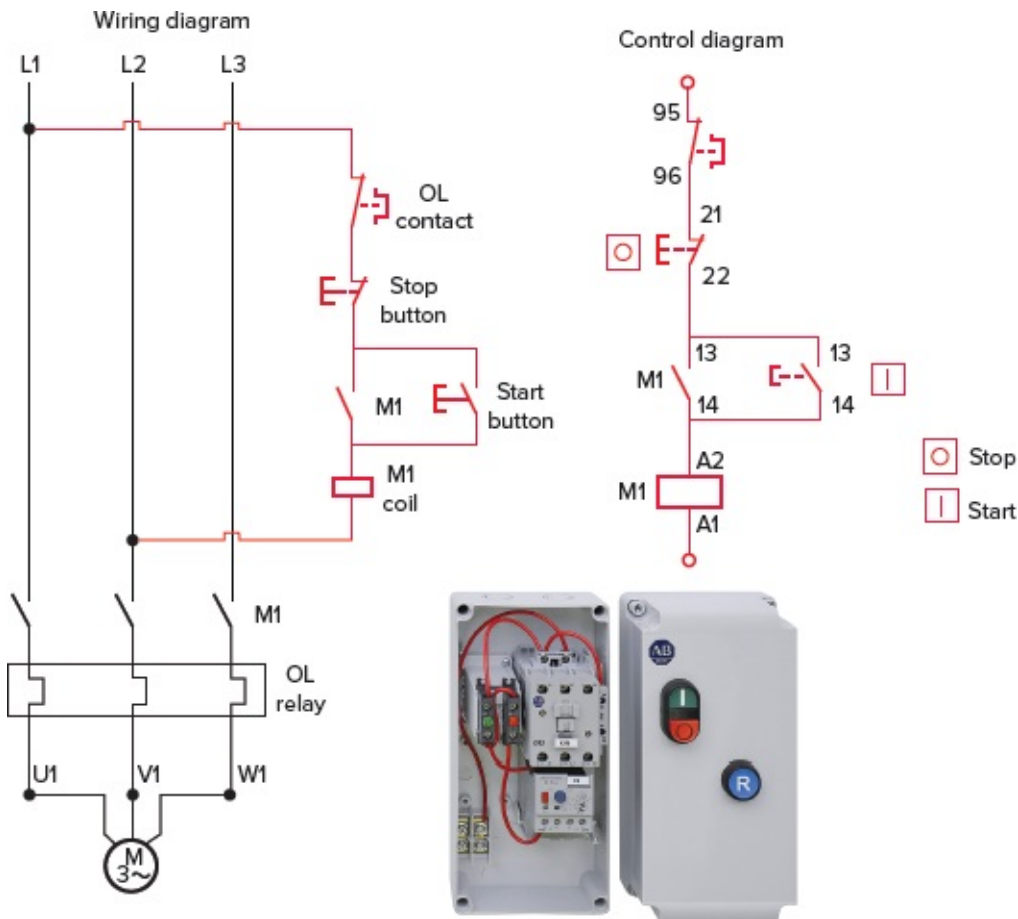 Wiring diagram
L1 L2 L3
OL
contact
Stop
button
M1
Start
button
M1
coil
M1
OL
relay
U1 V1 W1
M
3~
Control diagram
95
96
21
22
13 13
M1
14 14
A2
M1
A1
Stop
Start
AB
R